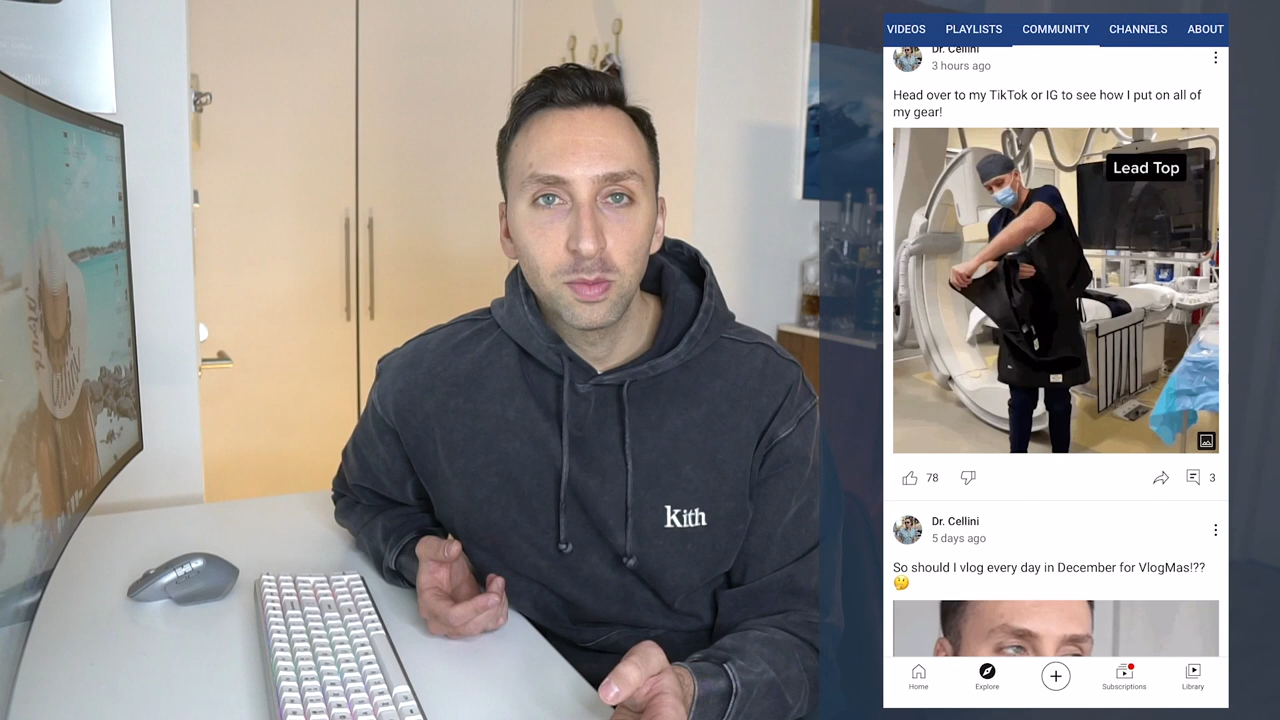 kith
VIDEOS PLAYLISTS COMMUNITY CHANNELS ABOUT
Dr. Cellini
3 hours ago
Head over to my TikTok or IG to see how I put on all of
my gear!
Lead Top
78
3
Dr. Cellini
5 days ago
So should I vlog every day in December for VlogMas!??
🤔
Home
Explore
Subscriptions
Library